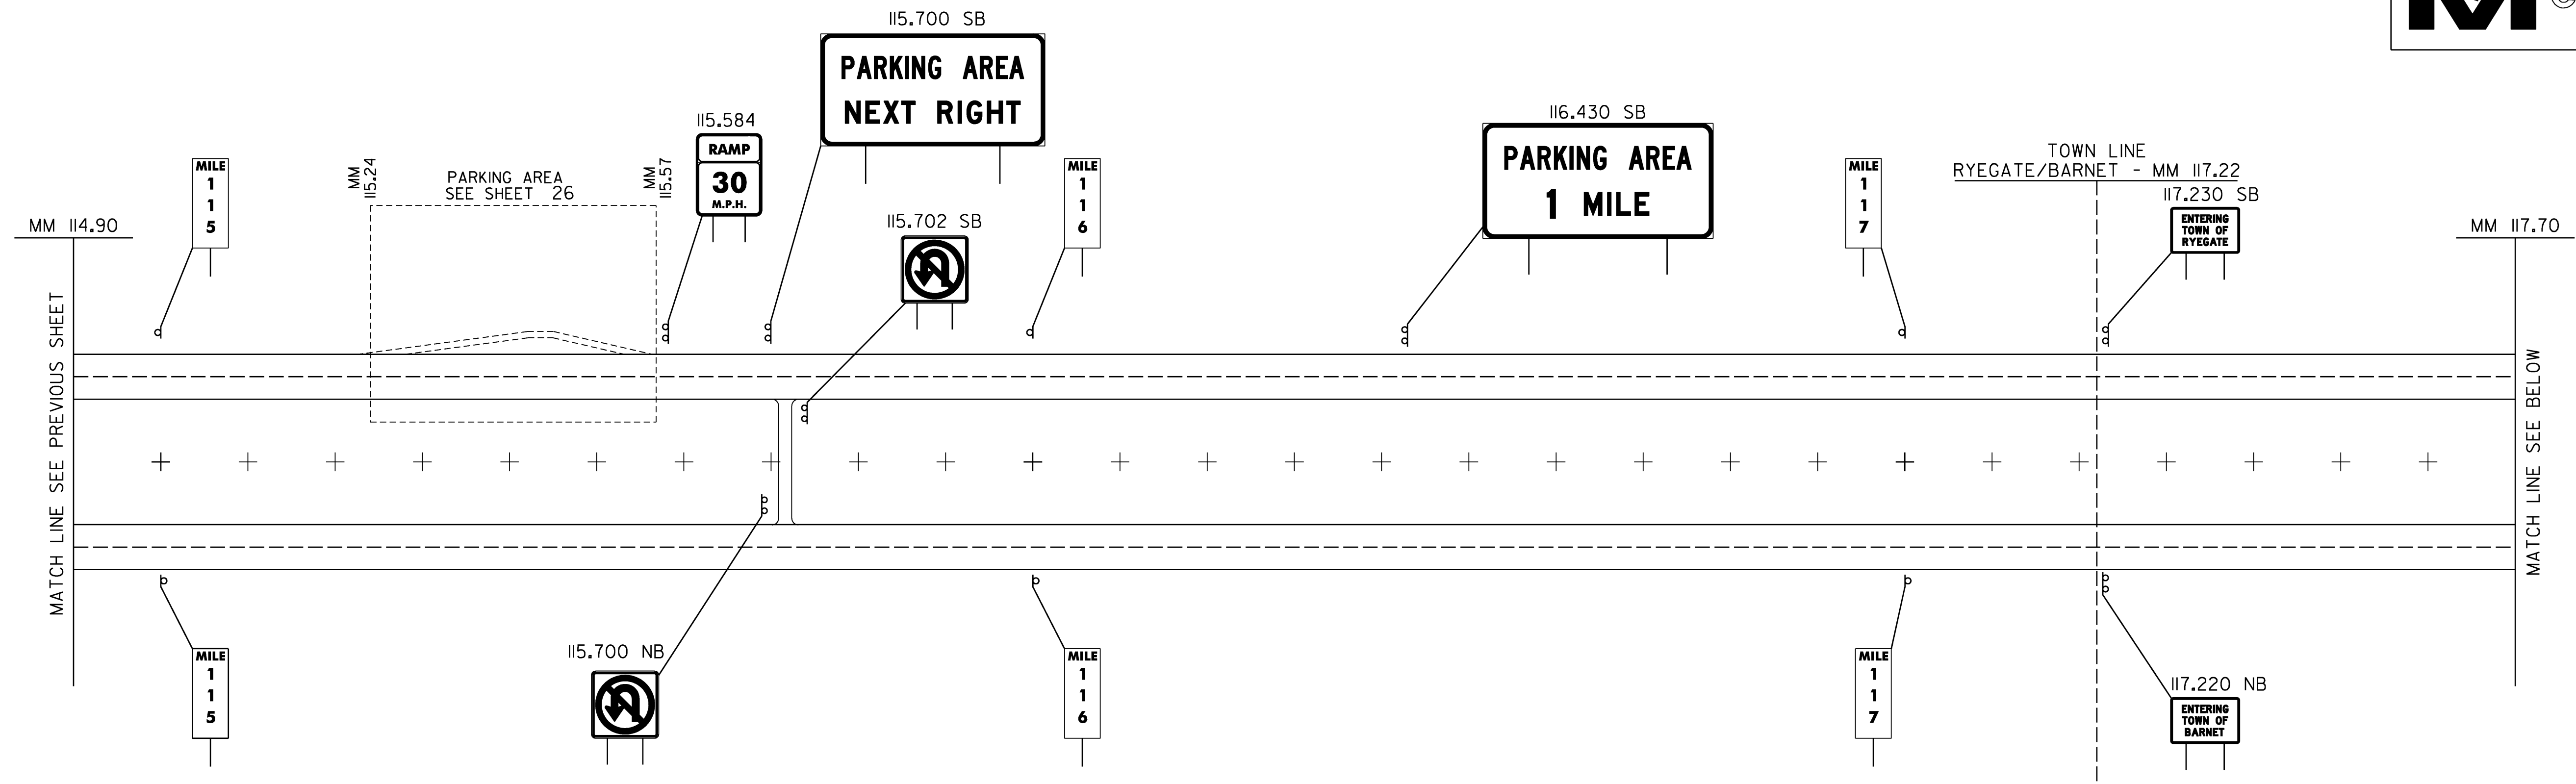 115.700 SB
PARKING AREA
NEXT RIGHT
115.584
RAMP
30
M.P.H.
116.430 SB
PARKING AREA
1 MILE
TOWN LINE
RYEGATE/BARNET - MM 117.22
117.230 SB
ENTERING
TOWN OF
RYEGATE
MILE
1
1
5
MM
115.24
PARKING AREA
SEE SHEET 26
MM
115.57
115.702 SB
MILE
1
1
6
MILE
1
1
7
MM 114.90
MM 117.70
MATCH LINE SEE PREVIOUS SHEET
MATCH LINE SEE BELOW
MILE
1
1
5
115.700 NB
MILE
1
1
6
MILE
1
1
7
117.220 NB
ENTERING
TOWN OF
BARNET